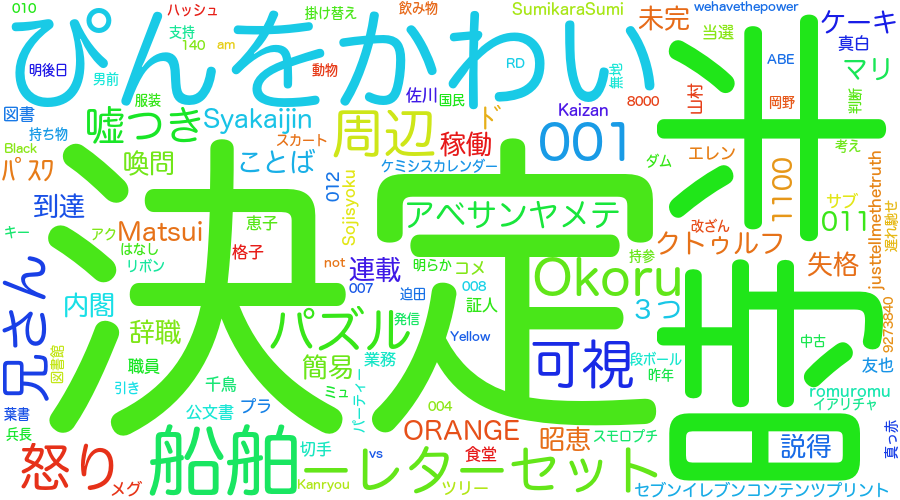 010
ハッシュ
掛け替え
飲み物
SumikaraSumi
wehavethepower
ぴんをかわい
支持
140
am
未完
当選
ケーキ
真白
ABE
マリ
明後日
男前
動物
RD
佐川
国民
Kaizan
8000
山村
岡野
判断
図書
服装
嘘つき
Syakaijin
周辺
ド
稼働
001
エレン
考え
持ち物
スカート
Black
喚問
ことば
ケミシスカレンダー
ダム
パスワ
012
1100
サブ
011
justtellmethetruth
遅れ馳せ
到達
Sojisyoku
アベサンヤメテ
恵子
Matsui
改ざん
クトゥルフ
キー
アク
はなし
リボン
格子
not
連載
明らか
コメ
持参
Okoru
失格
兄さん
決定
007
008
内閣
迫田
証人
３つ
辞職
パズル
発信
Yellow
可視
9273840
中古
簡易
業務
段ボール
昨年
友也
図書館
職員
引き
千鳥
ミュ
パーティー
romuromu
イアリチャ
葉書
公文書
プラ
004
兵長
ORANGE
昭恵
スモロプチ
真っ赤
説得
怒り
船舶
切手
vs
食堂
ーレターセット
メグ
Kanryou
ツリー
セブンイレブンコンテンツプリント